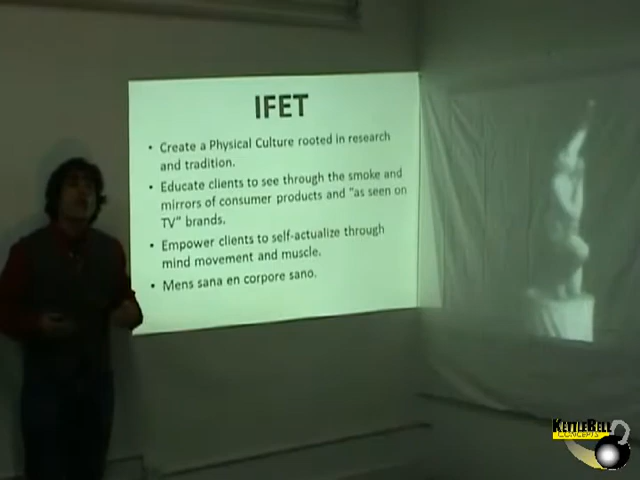 IFET
• Create a Physical Culture rooted in research
and tradition.
• Educate clients to see through the smoke and
mirrors of consumer products and "as seen on
TV" brands.
• Empower clients to self-actualize through
mind movement and muscle.
• Mens sana en corpore sano.
KETTLEBELL
CONCEPTS